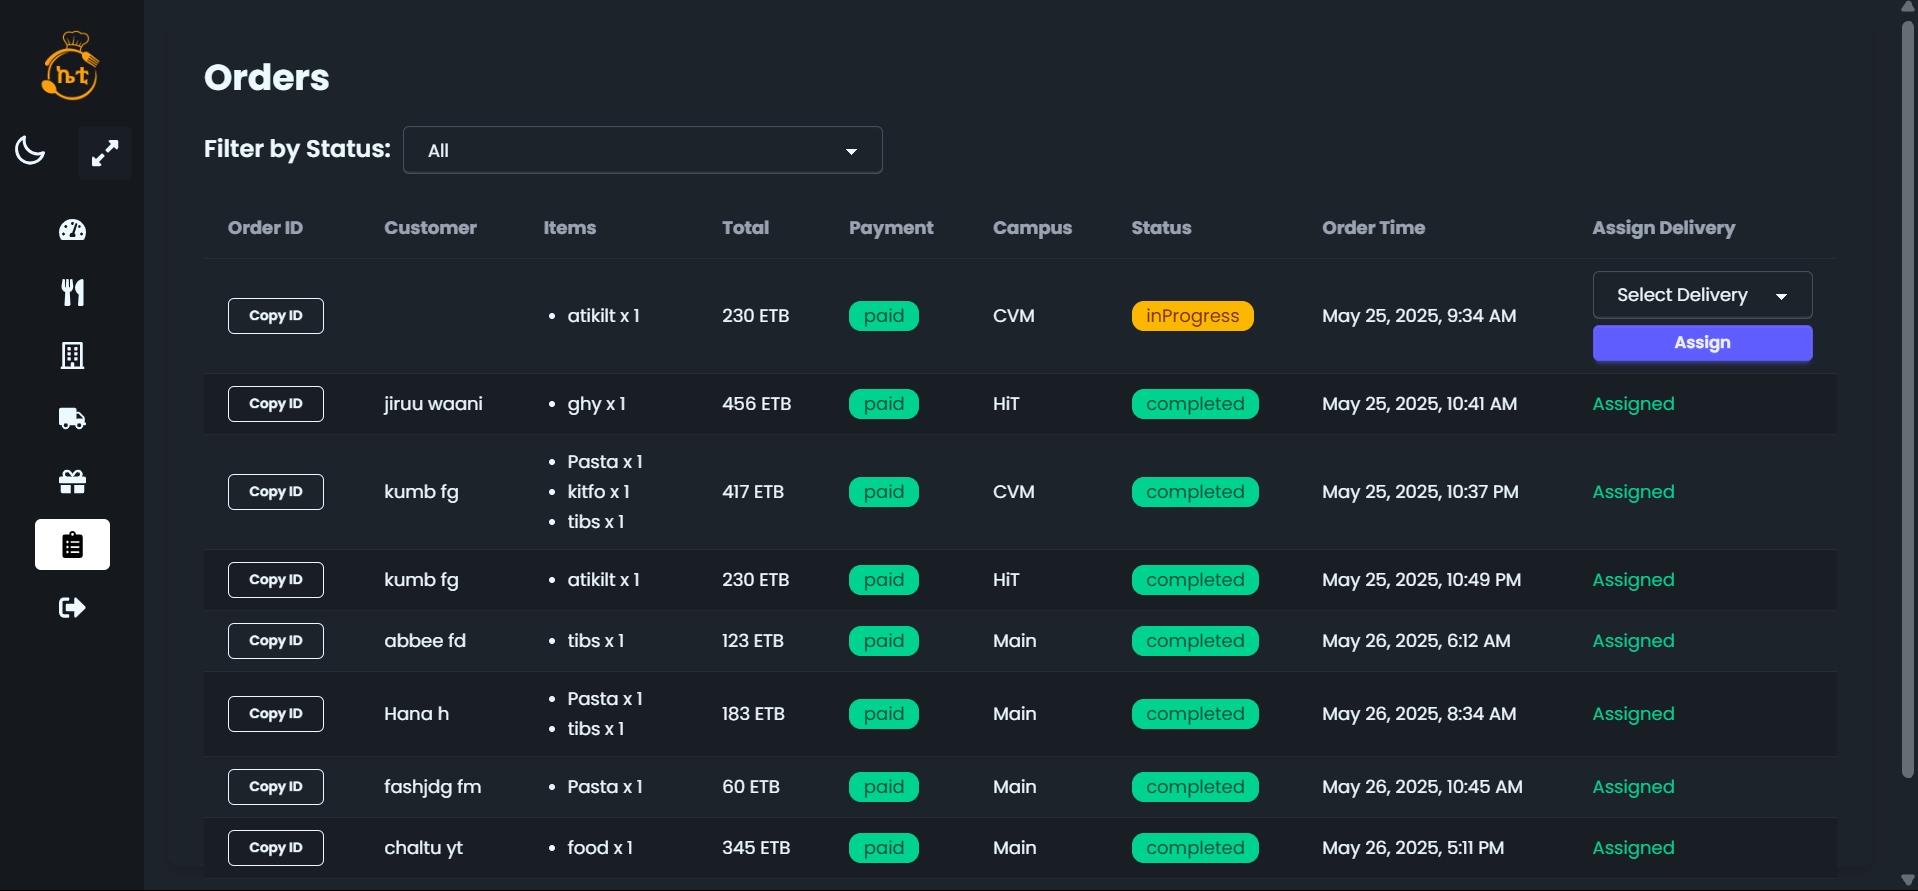 ቤት
Orders
Filter by Status: All
Order ID Customer Items Total Payment Campus Status Order Time Assign Delivery
Select Delivery
Copy ID • atikilt x 1 230 ETB paid CVM inProgress May 25, 2025, 9:34 AM
Assign
Copy ID jiruu waani • ghy x 1 456 ETB paid HiT completed May 25, 2025, 10:41 AM Assigned
• Pasta x 1
Copy ID kumb fg • kitfo x 1 417 ETB paid CVM completed May 25, 2025, 10:37 PM Assigned
• tibs x 1
Copy ID kumb fg • atikilt x 1 230 ETB paid HiT completed May 25, 2025, 10:49 PM Assigned
Copy ID abbee fd • tibs x 1 123 ETB paid Main completed May 26, 2025, 6:12 AM Assigned
• Pasta x 1
Copy ID Hana h 183 ETB paid Main completed May 26, 2025, 8:34 AM Assigned
• tibs x 1
Copy ID fashjdg fm • Pasta x 1 60 ETB paid Main completed May 26, 2025, 10:45 AM Assigned
Copy ID chaltu yt • food x 1 345 ETB paid Main completed May 26, 2025, 5:11 PM Assigned